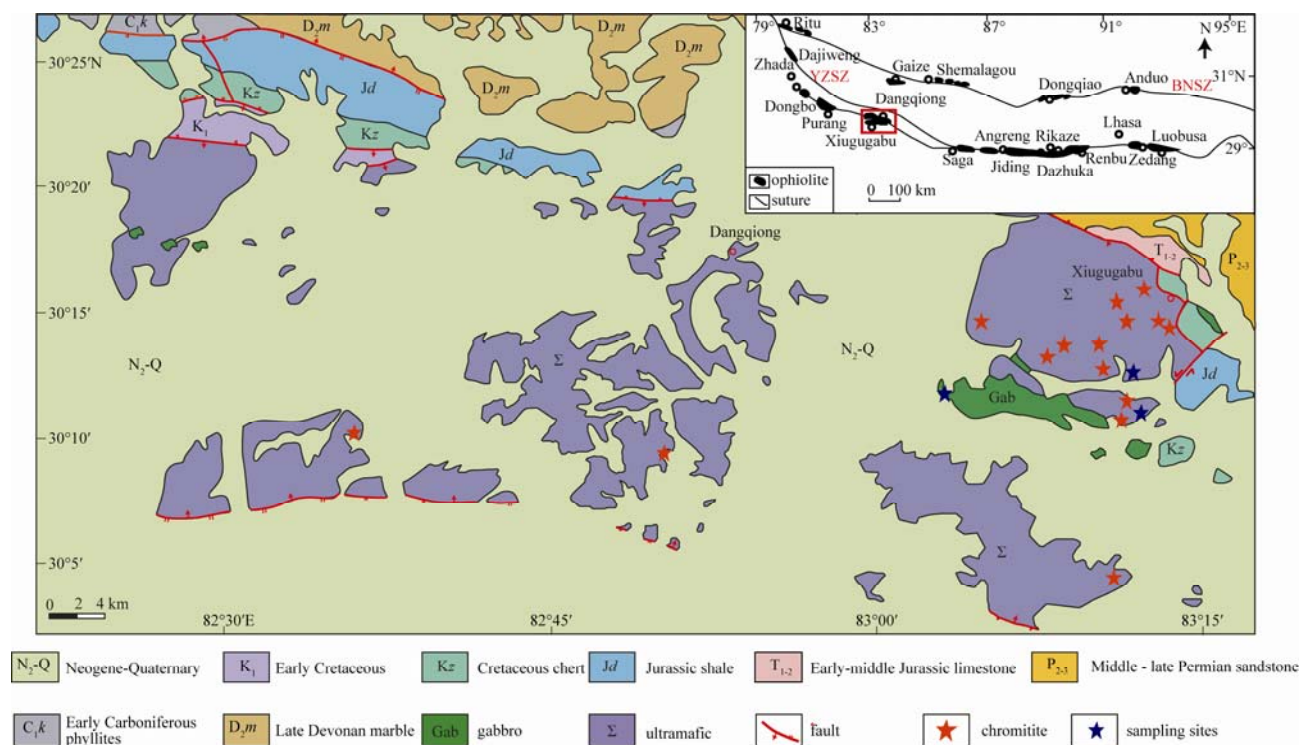 79°
83°
87°
91°
95°E
N
Ritu
Dajiweng
Zhada
YZSZ
Gaize
Shemalagou
Dongqiao
Anduo
31°N
BNSZ
Dongbo
Dangqiong
Purang
Lhasa
Xiugugabu
Angreng
Rikaze
Luobusa
29°
Saga
Jiding
Renbu
Zedang
Dazhuka
ophiolite
suture
0 100 km
C₁k
D₂m
D₂m
D₂m
D₂m
30°25′N
Jd
Kz
K₁
Kz
Jd
30°20′
Jd
Dangqiong
T₁₋₂
P₂₋₃
Xiugugabu
Σ
30°15′
N₂-Q
Σ
N₂-Q
Jd
Gab
30°10′
Kz
30°5′
Σ
0 2 4 km
82°30′E
82°45′
83°00′
83°15′
N₂-Q Neogene-Quaternary
K₁ Early Cretaceous
Kz Cretaceous chert
Jd Jurassic shale
T₁₋₂ Early-middle Jurassic limestone
P₂₋₃ Middle - late Permian sandstone
C₁k Early Carboniferous
phyllites
D₂m Late Devonan marble
Gab gabbro
Σ ultramafic
fault
chromitite
sampling sites